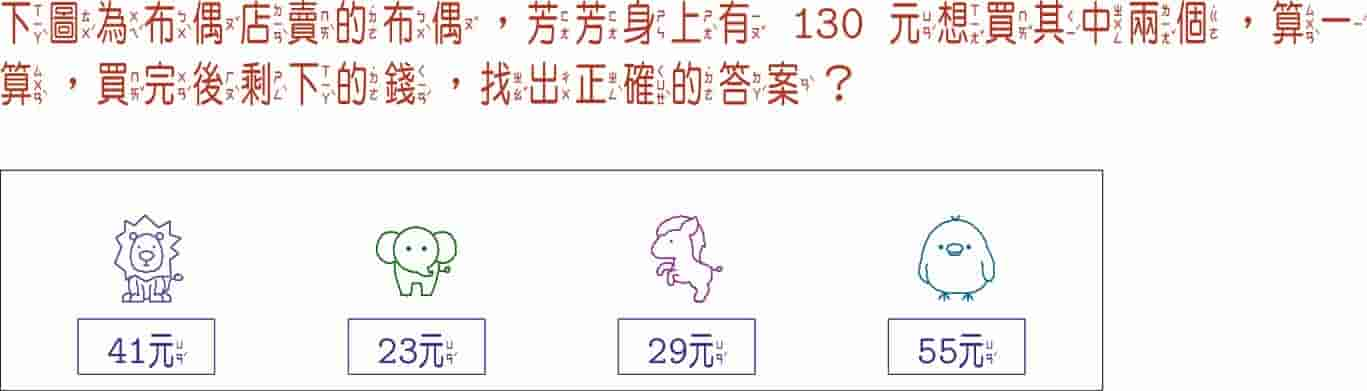 下圖為布偶店賣的布偶，芳芳身上有 130 元想買其中兩個，算一
算，買完後剩下的錢，找出正確的答案？
41元 23元 29元 55元